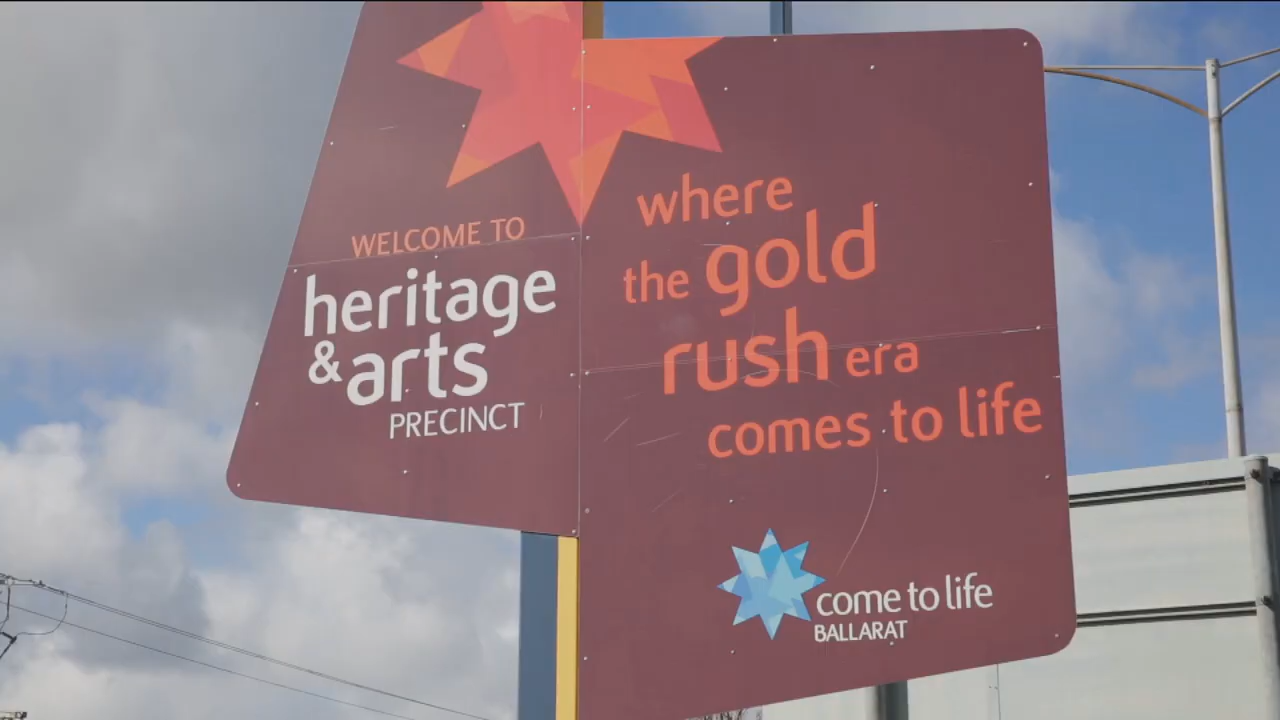 WELCOME TO
heritage
& arts
PRECINCT
where
the gold
rush era
comes to life
come to life
BALLARAT